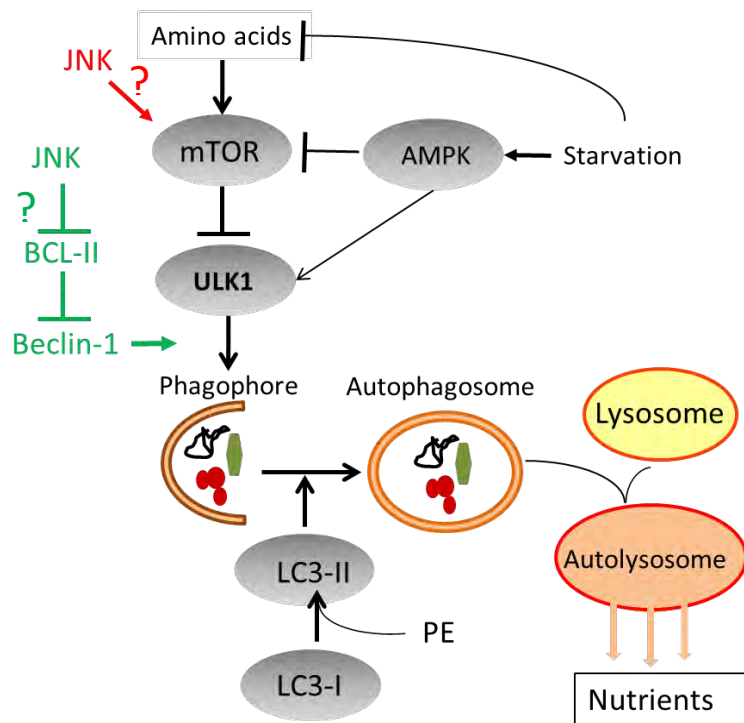 Amino acids
JNK
?
mTOR
AMPK
Starvation
JNK
?
BCL-II
ULK1
Beclin-1
Phagophore
Autophagosome
Lysosome
LC3-II
Autolysosome
PE
LC3-I
Nutrients